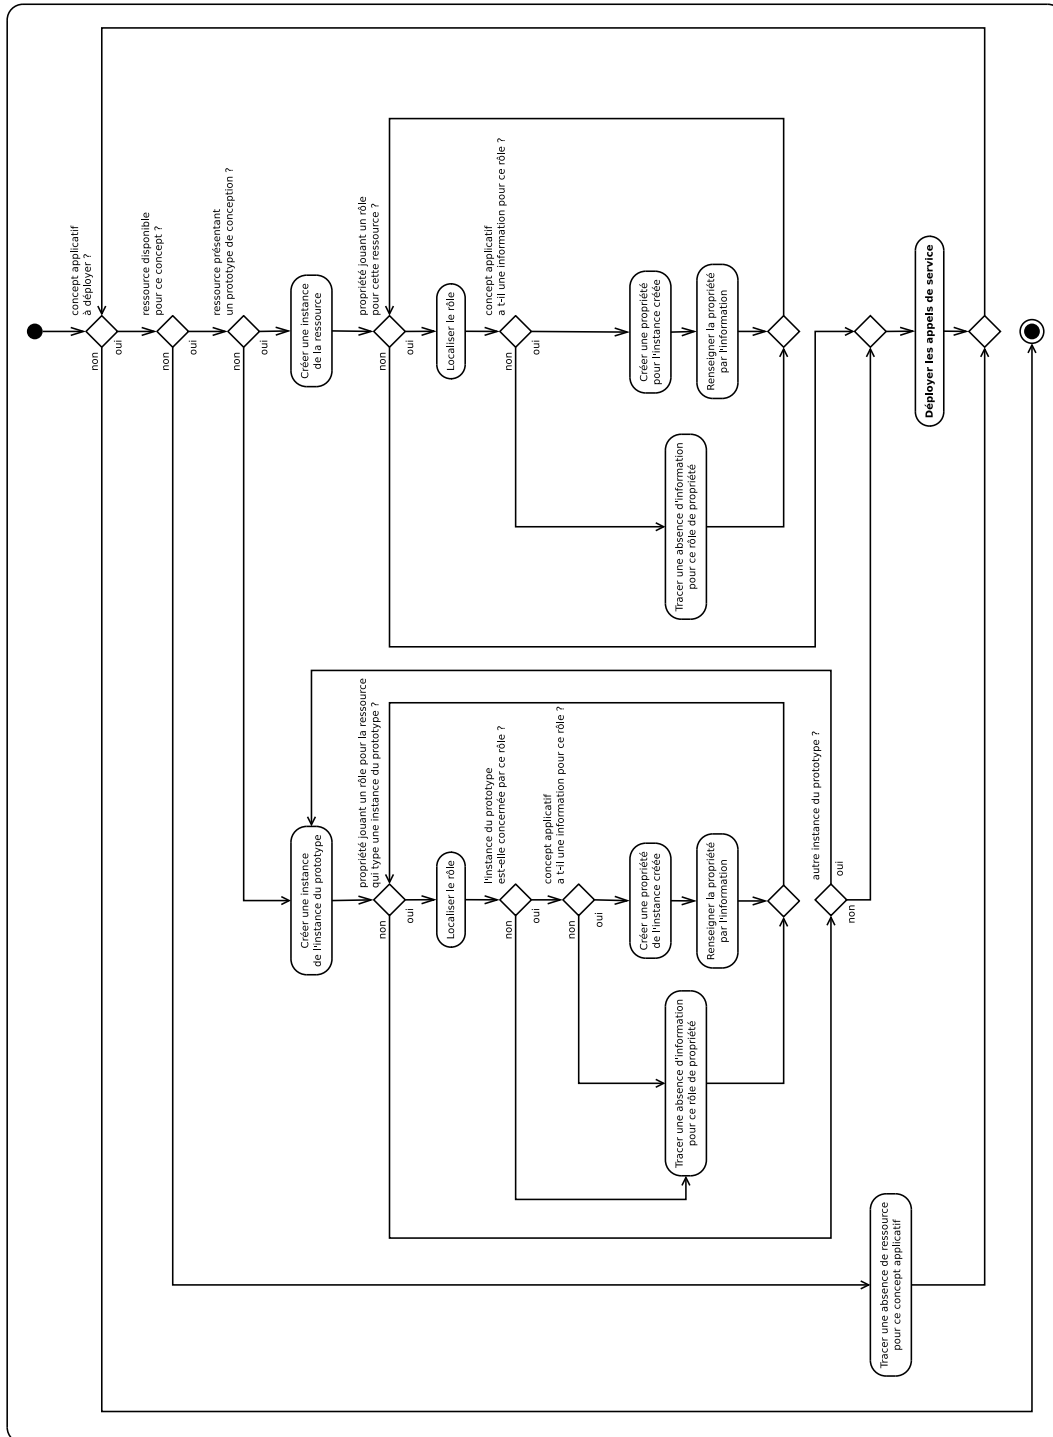 concept applicatif
à déployer ?
non
oui
ressource disponible
pour ce concept ?
non
oui
ressource présentant
un prototype de conception ?
non
oui
Créer une instance
de la ressource
propriété jouant un rôle
pour cette ressource ?
non
oui
Localiser le rôle
concept applicatif
a t-il une information pour ce rôle ?
non
oui
Créer une propriété
pour l'instance créée
Renseigner la propriété
par l'information
Tracer une absence d'information
pour ce rôle de propriété
Déployer les appels de service
Créer une instance
de l'instance du prototype
propriété jouant un rôle pour la ressource
qui type une instance du prototype ?
non
oui
Localiser le rôle
l'instance du prototype
est-elle concernée par ce rôle ?
non
oui
concept applicatif
a t-il une information pour ce rôle ?
non
oui
Créer une propriété
de l'instance créée
Renseigner la propriété
par l'information
Tracer une absence d'information
pour ce rôle de propriété
autre instance du prototype ?
oui
non
Tracer une absence de ressource
pour ce concept applicatif